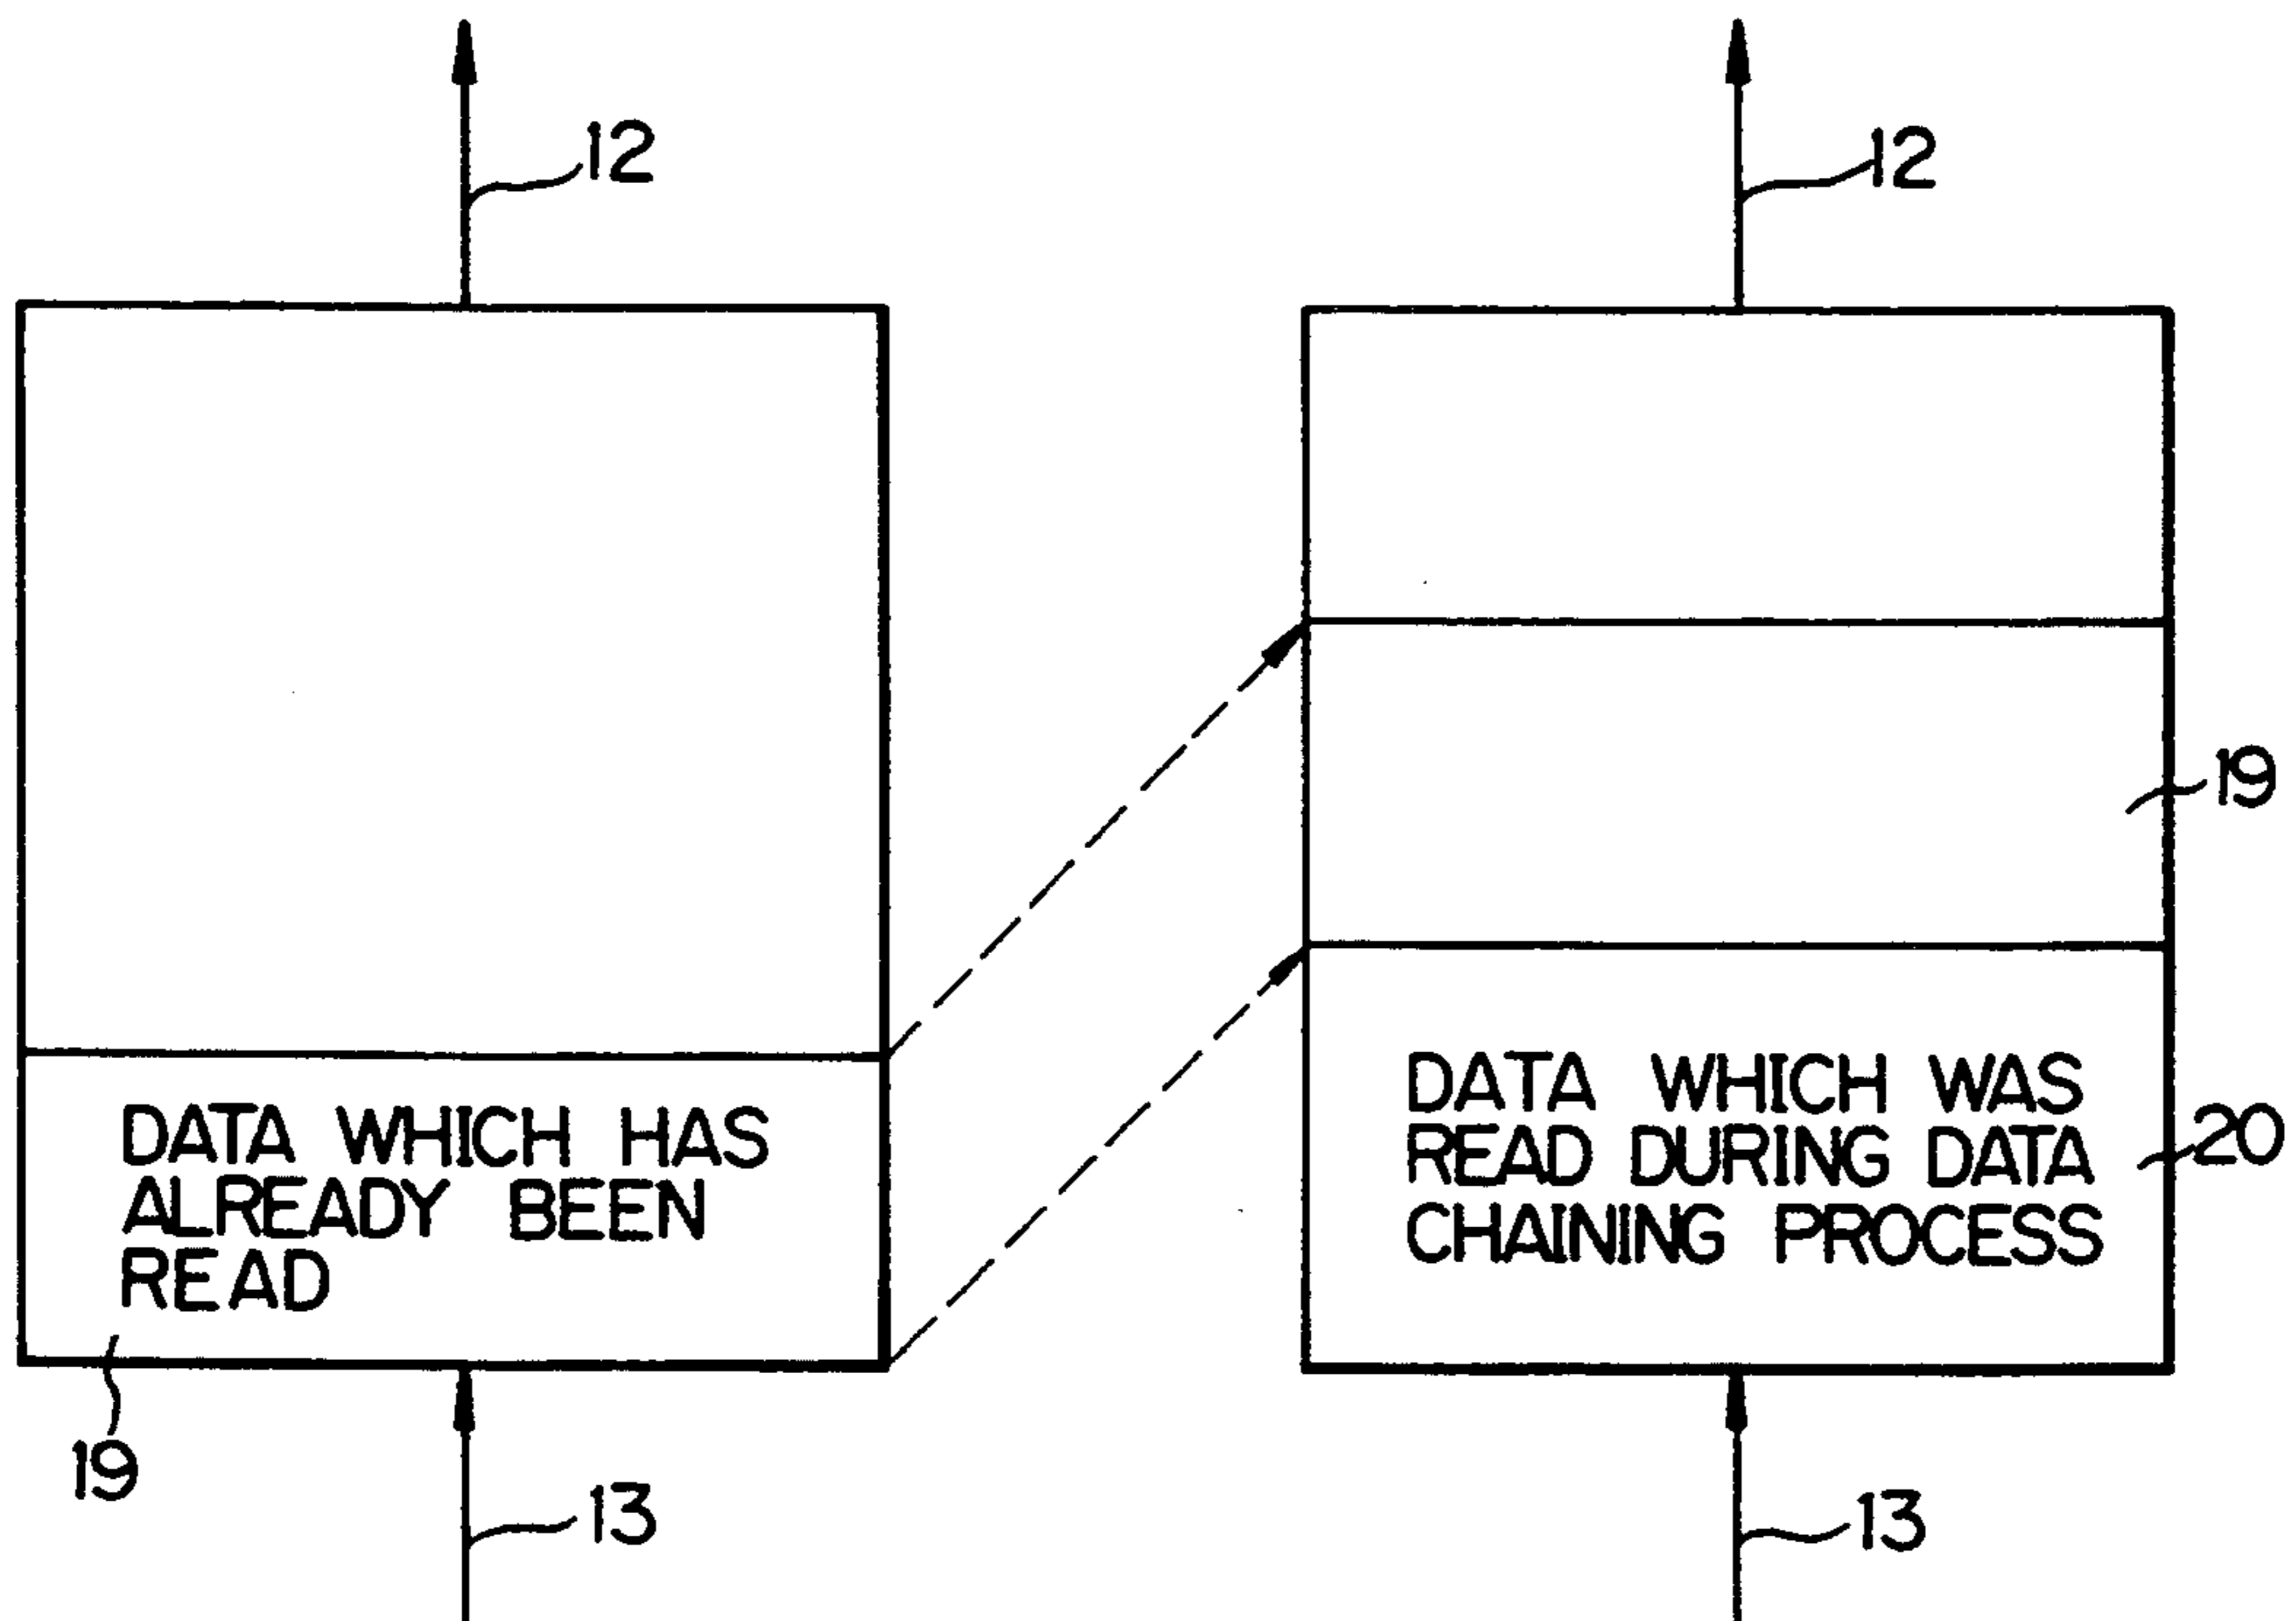 12
12
19
DATA WHICH HAS
ALREADY BEEN
READ
DATA WHICH WAS
READ DURING DATA
CHAINING PROCESS
20
19
13
13